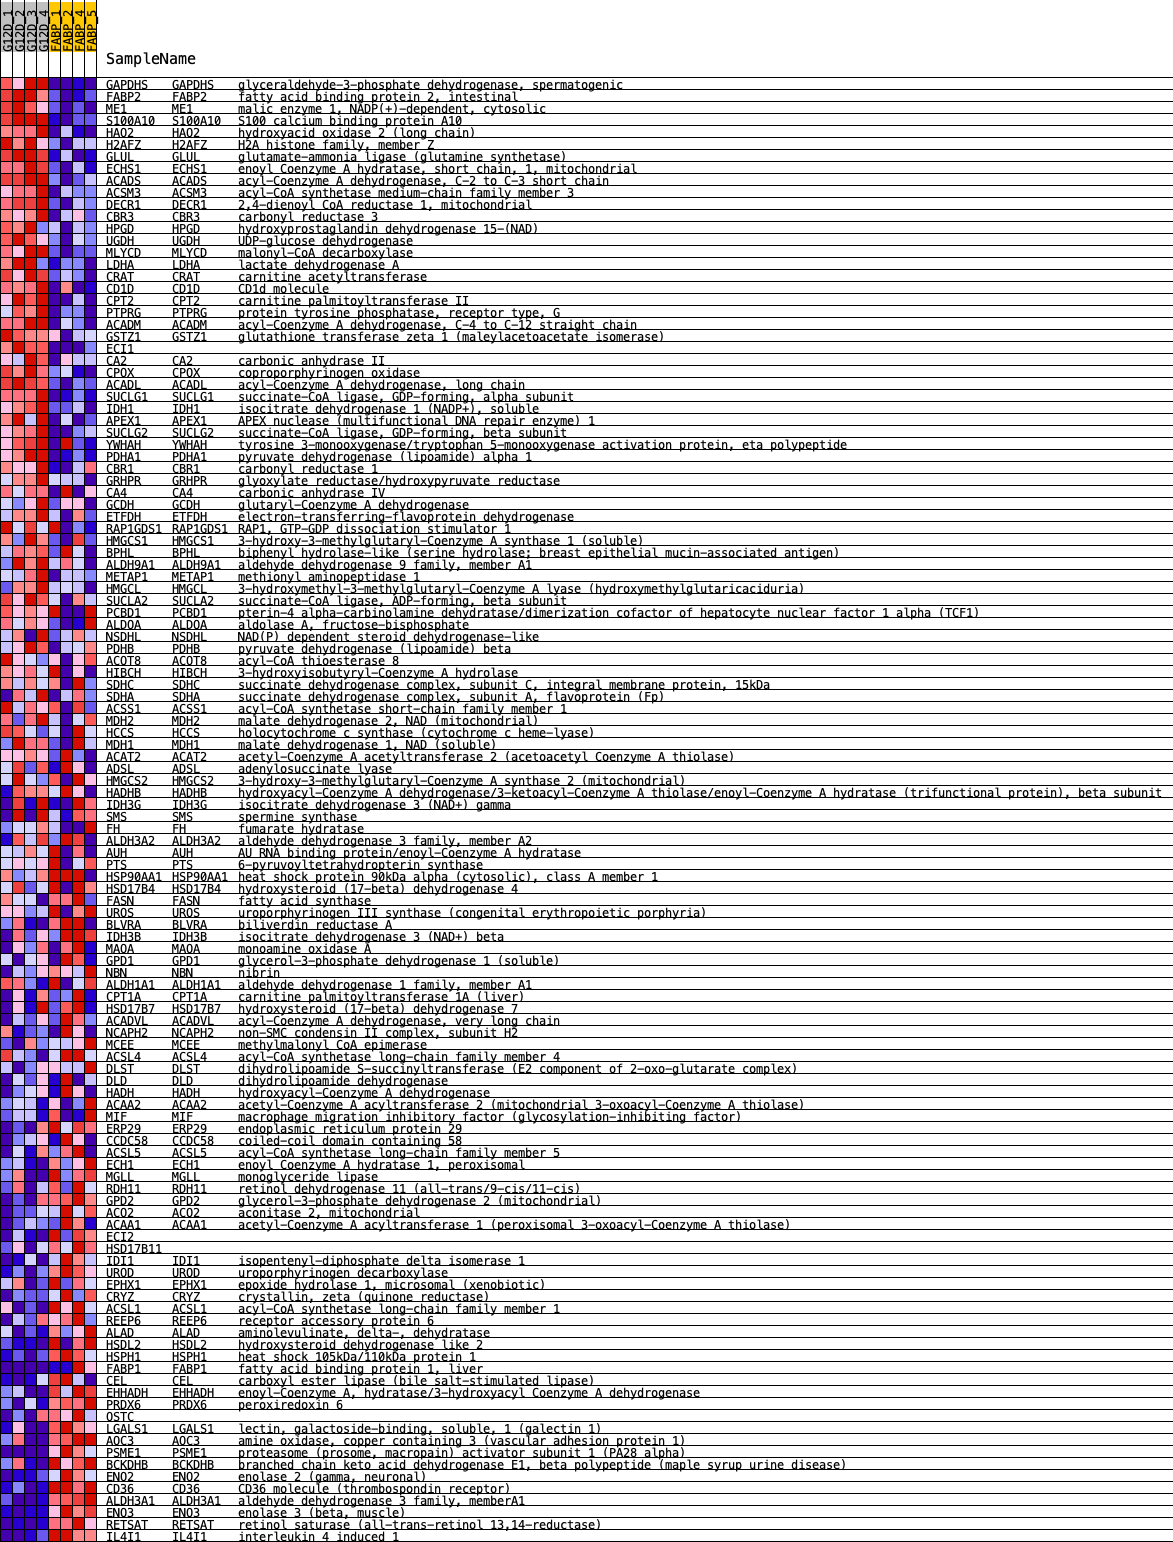 G12D_1 G12D_2 G12D_3 G12D_4 FABP_1 FABP_2 FABP_4 FABP_5
SampleName
GAPDHS GAPDHS glyceraldehyde-3-phosphate dehydrogenase, spermatogenic
FABP2 FABP2 fatty acid binding protein 2, intestinal
ME1 ME1 malic enzyme 1, NADP(+)-dependent, cytosolic
S100A10 S100A10 S100 calcium binding protein A10
HAO2 HAO2 hydroxyacid oxidase 2 (long chain)
H2AFZ H2AFZ H2A histone family, member Z
GLUL GLUL glutamate-ammonia ligase (glutamine synthetase)
ECHS1 ECHS1 enoyl Coenzyme A hydratase, short chain, 1, mitochondrial
ACADS ACADS acyl-Coenzyme A dehydrogenase, C-2 to C-3 short chain
ACSM3 ACSM3 acyl-CoA synthetase medium-chain family member 3
DECR1 DECR1 2,4-dienoyl CoA reductase 1, mitochondrial
CBR3 CBR3 carbonyl reductase 3
HPGD HPGD hydroxyprostaglandin dehydrogenase 15-(NAD)
UGDH UGDH UDP-glucose dehydrogenase
MLYCD MLYCD malonyl-CoA decarboxylase
LDHA LDHA lactate dehydrogenase A
CRAT CRAT carnitine acetyltransferase
CD1D CD1D CD1d molecule
CPT2 CPT2 carnitine palmitoyltransferase II
PTPRG PTPRG protein tyrosine phosphatase, receptor type, G
ACADM ACADM acyl-Coenzyme A dehydrogenase, C-4 to C-12 straight chain
GSTZ1 GSTZ1 glutathione transferase zeta 1 (maleylacetoacetate isomerase)
ECI1
CA2 CA2 carbonic anhydrase II
CPOX CPOX coproporphyrinogen oxidase
ACADL ACADL acyl-Coenzyme A dehydrogenase, long chain
SUCLG1 SUCLG1 succinate-CoA ligase, GDP-forming, alpha subunit
IDH1 IDH1 isocitrate dehydrogenase 1 (NADP+), soluble
APEX1 APEX1 APEX nuclease (multifunctional DNA repair enzyme) 1
SUCLG2 SUCLG2 succinate-CoA ligase, GDP-forming, beta subunit
YWHAH YWHAH tyrosine 3-monooxygenase/tryptophan 5-monooxygenase activation protein, eta polypeptide
PDHA1 PDHA1 pyruvate dehydrogenase (lipoamide) alpha 1
CBR1 CBR1 carbonyl reductase 1
GRHPR GRHPR glyoxylate reductase/hydroxypyruvate reductase
CA4 CA4 carbonic anhydrase IV
GCDH GCDH glutaryl-Coenzyme A dehydrogenase
ETFDH ETFDH electron-transferring-flavoprotein dehydrogenase
RAP1GDS1 RAP1GDS1 RAP1, GTP-GDP dissociation stimulator 1
HMGCS1 HMGCS1 3-hydroxy-3-methylglutaryl-Coenzyme A synthase 1 (soluble)
BPHL BPHL biphenyl hydrolase-like (serine hydrolase; breast epithelial mucin-associated antigen)
ALDH9A1 ALDH9A1 aldehyde dehydrogenase 9 family, member A1
METAP1 METAP1 methionyl aminopeptidase 1
HMGCL HMGCL 3-hydroxymethyl-3-methylglutaryl-Coenzyme A lyase (hydroxymethylglutaricaciduria)
SUCLA2 SUCLA2 succinate-CoA ligase, ADP-forming, beta subunit
PCBD1 PCBD1 pterin-4 alpha-carbinolamine dehydratase/dimerization cofactor of hepatocyte nuclear factor 1 alpha (TCF1)
ALDOA ALDOA aldolase A, fructose-bisphosphate
NSDHL NSDHL NAD(P) dependent steroid dehydrogenase-like
PDHB PDHB pyruvate dehydrogenase (lipoamide) beta
ACOT8 ACOT8 acyl-CoA thioesterase 8
HIBCH HIBCH 3-hydroxyisobutyryl-Coenzyme A hydrolase
SDHC SDHC succinate dehydrogenase complex, subunit C, integral membrane protein, 15kDa
SDHA SDHA succinate dehydrogenase complex, subunit A, flavoprotein (Fp)
ACSS1 ACSS1 acyl-CoA synthetase short-chain family member 1
MDH2 MDH2 malate dehydrogenase 2, NAD (mitochondrial)
HCCS HCCS holocytochrome c synthase (cytochrome c heme-lyase)
MDH1 MDH1 malate dehydrogenase 1, NAD (soluble)
ACAT2 ACAT2 acetyl-Coenzyme A acetyltransferase 2 (acetoacetyl Coenzyme A thiolase)
ADSL ADSL adenylosuccinate lyase
HMGCS2 HMGCS2 3-hydroxy-3-methylglutaryl-Coenzyme A synthase 2 (mitochondrial)
HADHB HADHB hydroxyacyl-Coenzyme A dehydrogenase/3-ketoacyl-Coenzyme A thiolase/enoyl-Coenzyme A hydratase (trifunctional protein), beta subunit
IDH3G IDH3G isocitrate dehydrogenase 3 (NAD+) gamma
SMS SMS spermine synthase
FH FH fumarate hydratase
ALDH3A2 ALDH3A2 aldehyde dehydrogenase 3 family, member A2
AUH AUH AU RNA binding protein/enoyl-Coenzyme A hydratase
PTS PTS 6-pyruvoyltetrahydropterin synthase
HSP90AA1 HSP90AA1 heat shock protein 90kDa alpha (cytosolic), class A member 1
HSD17B4 HSD17B4 hydroxysteroid (17-beta) dehydrogenase 4
FASN FASN fatty acid synthase
UROS UROS uroporphyrinogen III synthase (congenital erythropoietic porphyria)
BLVRA BLVRA biliverdin reductase A
IDH3B IDH3B isocitrate dehydrogenase 3 (NAD+) beta
MAOA MAOA monoamine oxidase A
GPD1 GPD1 glycerol-3-phosphate dehydrogenase 1 (soluble)
NBN NBN nibrin
ALDH1A1 ALDH1A1 aldehyde dehydrogenase 1 family, member A1
CPT1A CPT1A carnitine palmitoyltransferase 1A (liver)
HSD17B7 HSD17B7 hydroxysteroid (17-beta) dehydrogenase 7
ACADVL ACADVL acyl-Coenzyme A dehydrogenase, very long chain
NCAPH2 NCAPH2 non-SMC condensin II complex, subunit H2
MCEE MCEE methylmalonyl CoA epimerase
ACSL4 ACSL4 acyl-CoA synthetase long-chain family member 4
DLST DLST dihydrolipoamide S-succinyltransferase (E2 component of 2-oxo-glutarate complex)
DLD DLD dihydrolipoamide dehydrogenase
HADH HADH hydroxyacyl-Coenzyme A dehydrogenase
ACAA2 ACAA2 acetyl-Coenzyme A acyltransferase 2 (mitochondrial 3-oxoacyl-Coenzyme A thiolase)
MIF MIF macrophage migration inhibitory factor (glycosylation-inhibiting factor)
ERP29 ERP29 endoplasmic reticulum protein 29
CCDC58 CCDC58 coiled-coil domain containing 58
ACSL5 ACSL5 acyl-CoA synthetase long-chain family member 5
ECH1 ECH1 enoyl Coenzyme A hydratase 1, peroxisomal
MGLL MGLL monoglyceride lipase
RDH11 RDH11 retinol dehydrogenase 11 (all-trans/9-cis/11-cis)
GPD2 GPD2 glycerol-3-phosphate dehydrogenase 2 (mitochondrial)
ACO2 ACO2 aconitase 2, mitochondrial
ACAA1 ACAA1 acetyl-Coenzyme A acyltransferase 1 (peroxisomal 3-oxoacyl-Coenzyme A thiolase)
ECI2
HSD17B11
IDI1 IDI1 isopentenyl-diphosphate delta isomerase 1
UROD UROD uroporphyrinogen decarboxylase
EPHX1 EPHX1 epoxide hydrolase 1, microsomal (xenobiotic)
CRYZ CRYZ crystallin, zeta (quinone reductase)
ACSL1 ACSL1 acyl-CoA synthetase long-chain family member 1
REEP6 REEP6 receptor accessory protein 6
ALAD ALAD aminolevulinate, delta-, dehydratase
HSDL2 HSDL2 hydroxysteroid dehydrogenase like 2
HSPH1 HSPH1 heat shock 105kDa/110kDa protein 1
FABP1 FABP1 fatty acid binding protein 1, liver
CEL CEL carboxyl ester lipase (bile salt-stimulated lipase)
EHHADH EHHADH enoyl-Coenzyme A, hydratase/3-hydroxyacyl Coenzyme A dehydrogenase
PRDX6 PRDX6 peroxiredoxin 6
OSTC
LGALS1 LGALS1 lectin, galactoside-binding, soluble, 1 (galectin 1)
AOC3 AOC3 amine oxidase, copper containing 3 (vascular adhesion protein 1)
PSME1 PSME1 proteasome (prosome, macropain) activator subunit 1 (PA28 alpha)
BCKDHB BCKDHB branched chain keto acid dehydrogenase E1, beta polypeptide (maple syrup urine disease)
ENO2 ENO2 enolase 2 (gamma, neuronal)
CD36 CD36 CD36 molecule (thrombospondin receptor)
ALDH3A1 ALDH3A1 aldehyde dehydrogenase 3 family, memberA1
ENO3 ENO3 enolase 3 (beta, muscle)
RETSAT RETSAT retinol saturase (all-trans-retinol 13,14-reductase)
IL4I1 IL4I1 interleukin 4 induced 1